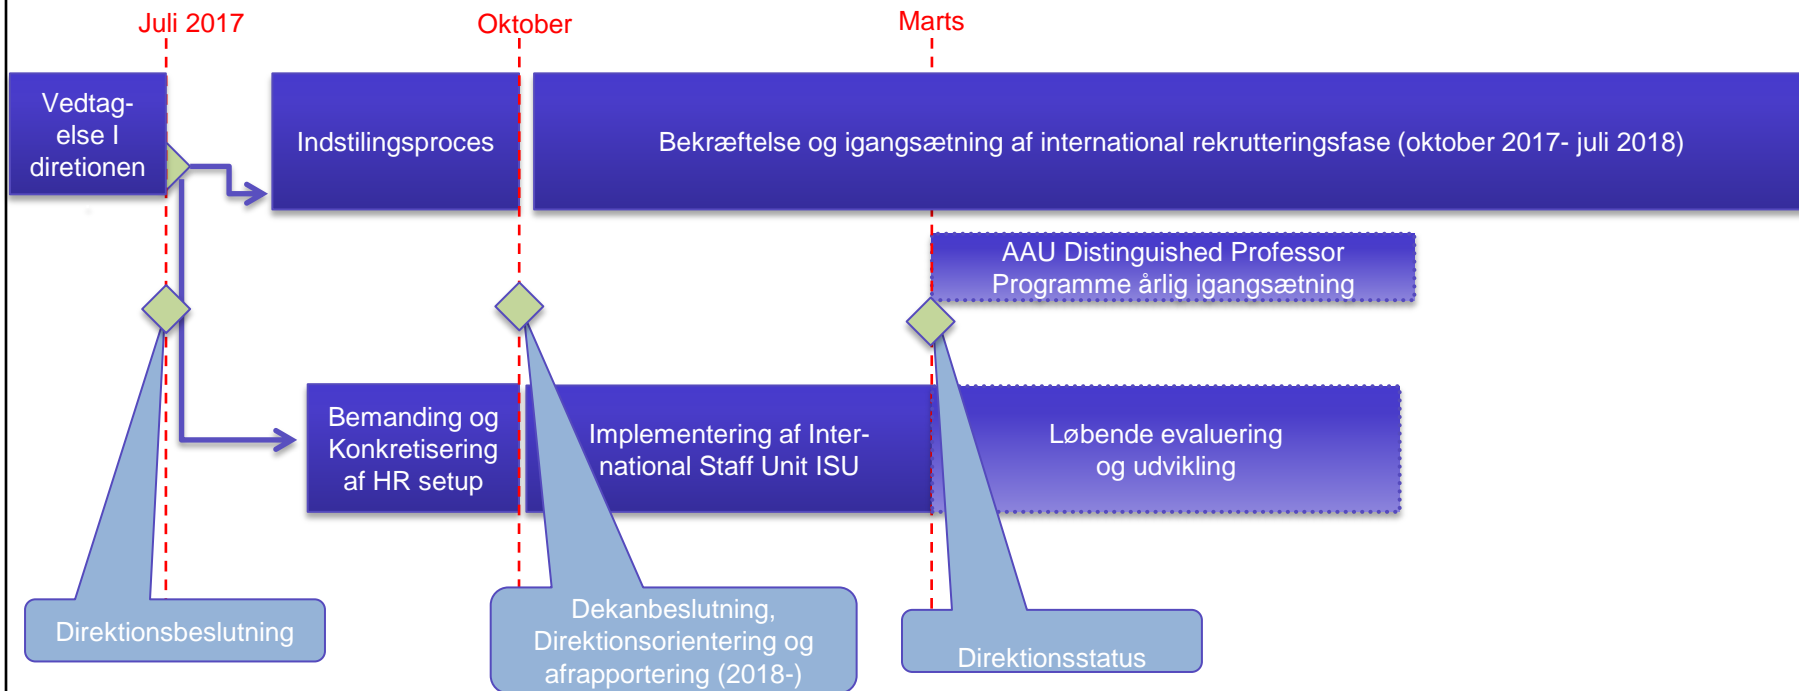 Juli 2017
Oktober
Marts
Vedtag-
else I
diretionen
Indstilingsproces
Bekræftelse og igangsætning af international rekrutteringsfase (oktober 2017- juli 2018)
AAU Distinguished Professor
Programme årlig igangsætning
Bemanding og
Konkretisering
af HR setup
Implementering af Inter-
national Staff Unit ISU
Løbende evaluering
og udvikling
Direktionsbeslutning
Dekanbeslutning,
Direktionsorientering og
afrapportering (2018-)
Direktionsstatus